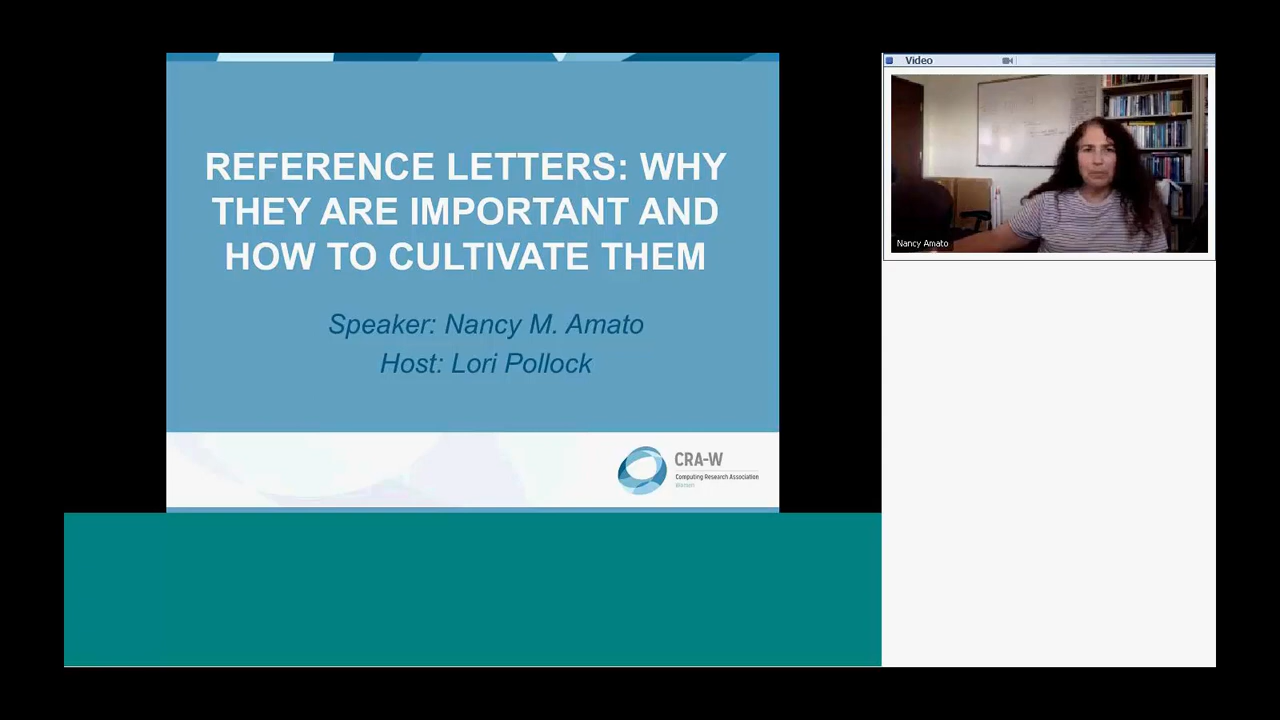 REFERENCE LETTERS: WHY
THEY ARE IMPORTANT AND
HOW TO CULTIVATE THEM
Speaker: Nancy M. Amato
Host: Lori Pollock
CRA-W
Computing Research Association
Women
Video
Nancy Amato